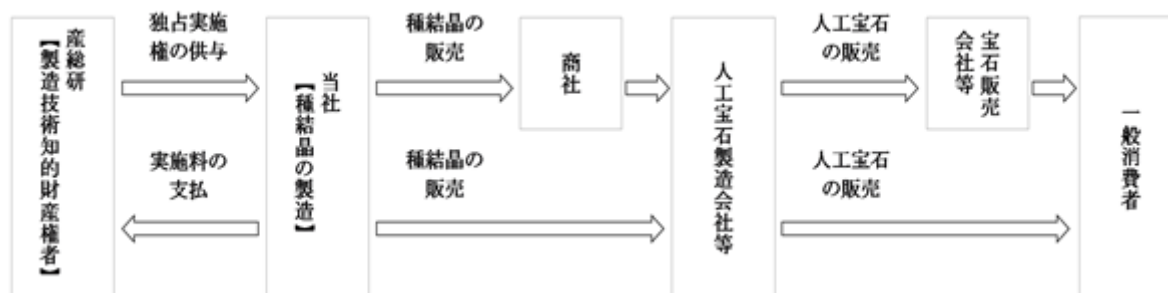 産総研
【製造技術知的財産権者】
独占実施
権の供与
実施料の
支払
当社
【種結晶の製造】
種結晶の
販売
種結晶の
販売
商社
人工宝石製造会社等
人工宝石
の販売
人工宝石
の販売
宝石販売
会社等
一般消費者